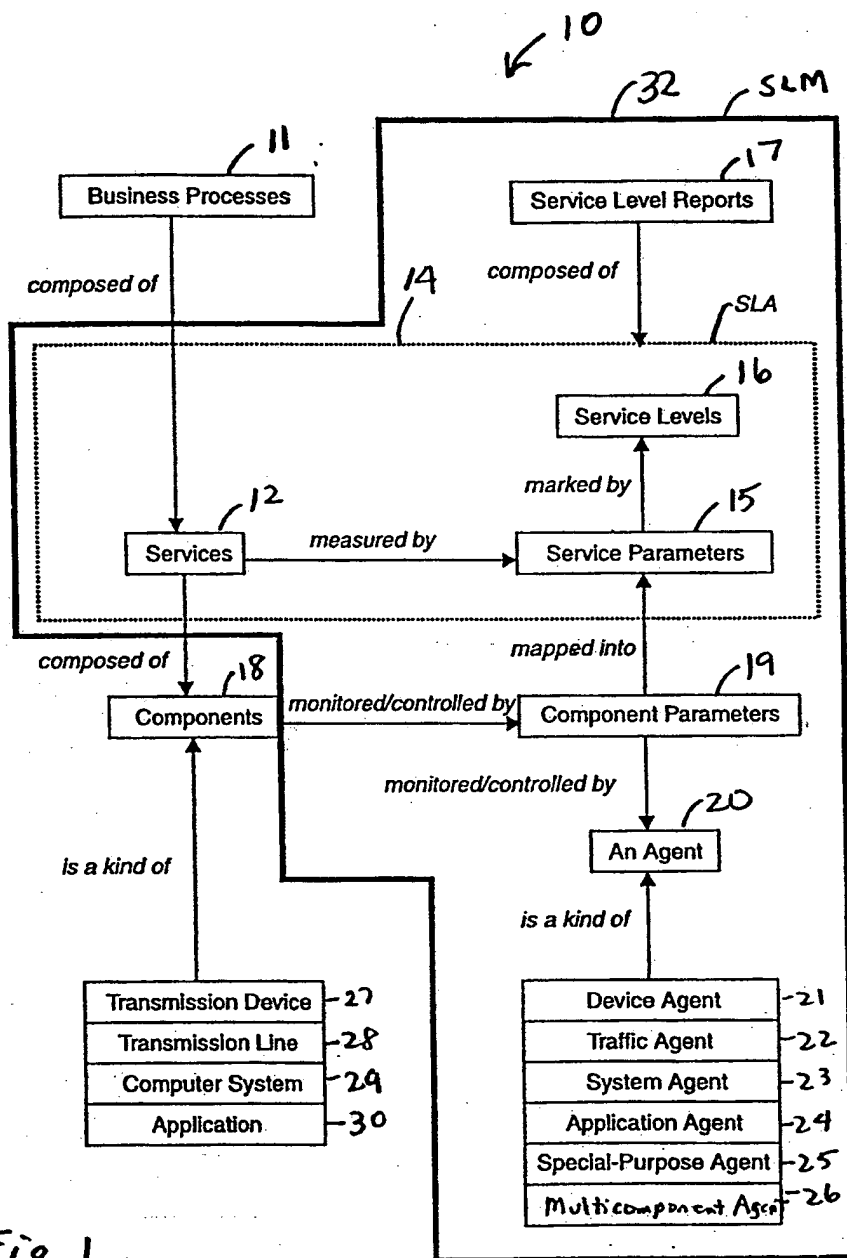 10
32
SLM
11
17
Business Processes
Service Level Reports
composed of
composed of
14
SLA
16
Service Levels
marked by
12
15
Services
measured by
Service Parameters
composed of
mapped into
18
19
Components
monitored/controlled by
Component Parameters
monitored/controlled by
20
An Agent
is a kind of
is a kind of
Transmission Device
27
Transmission Line
28
Computer System
29
Application
30
Device Agent
21
Traffic Agent
22
System Agent
23
Application Agent
24
Special-Purpose Agent
25
Multicomponent Agent
26
Fig. 1